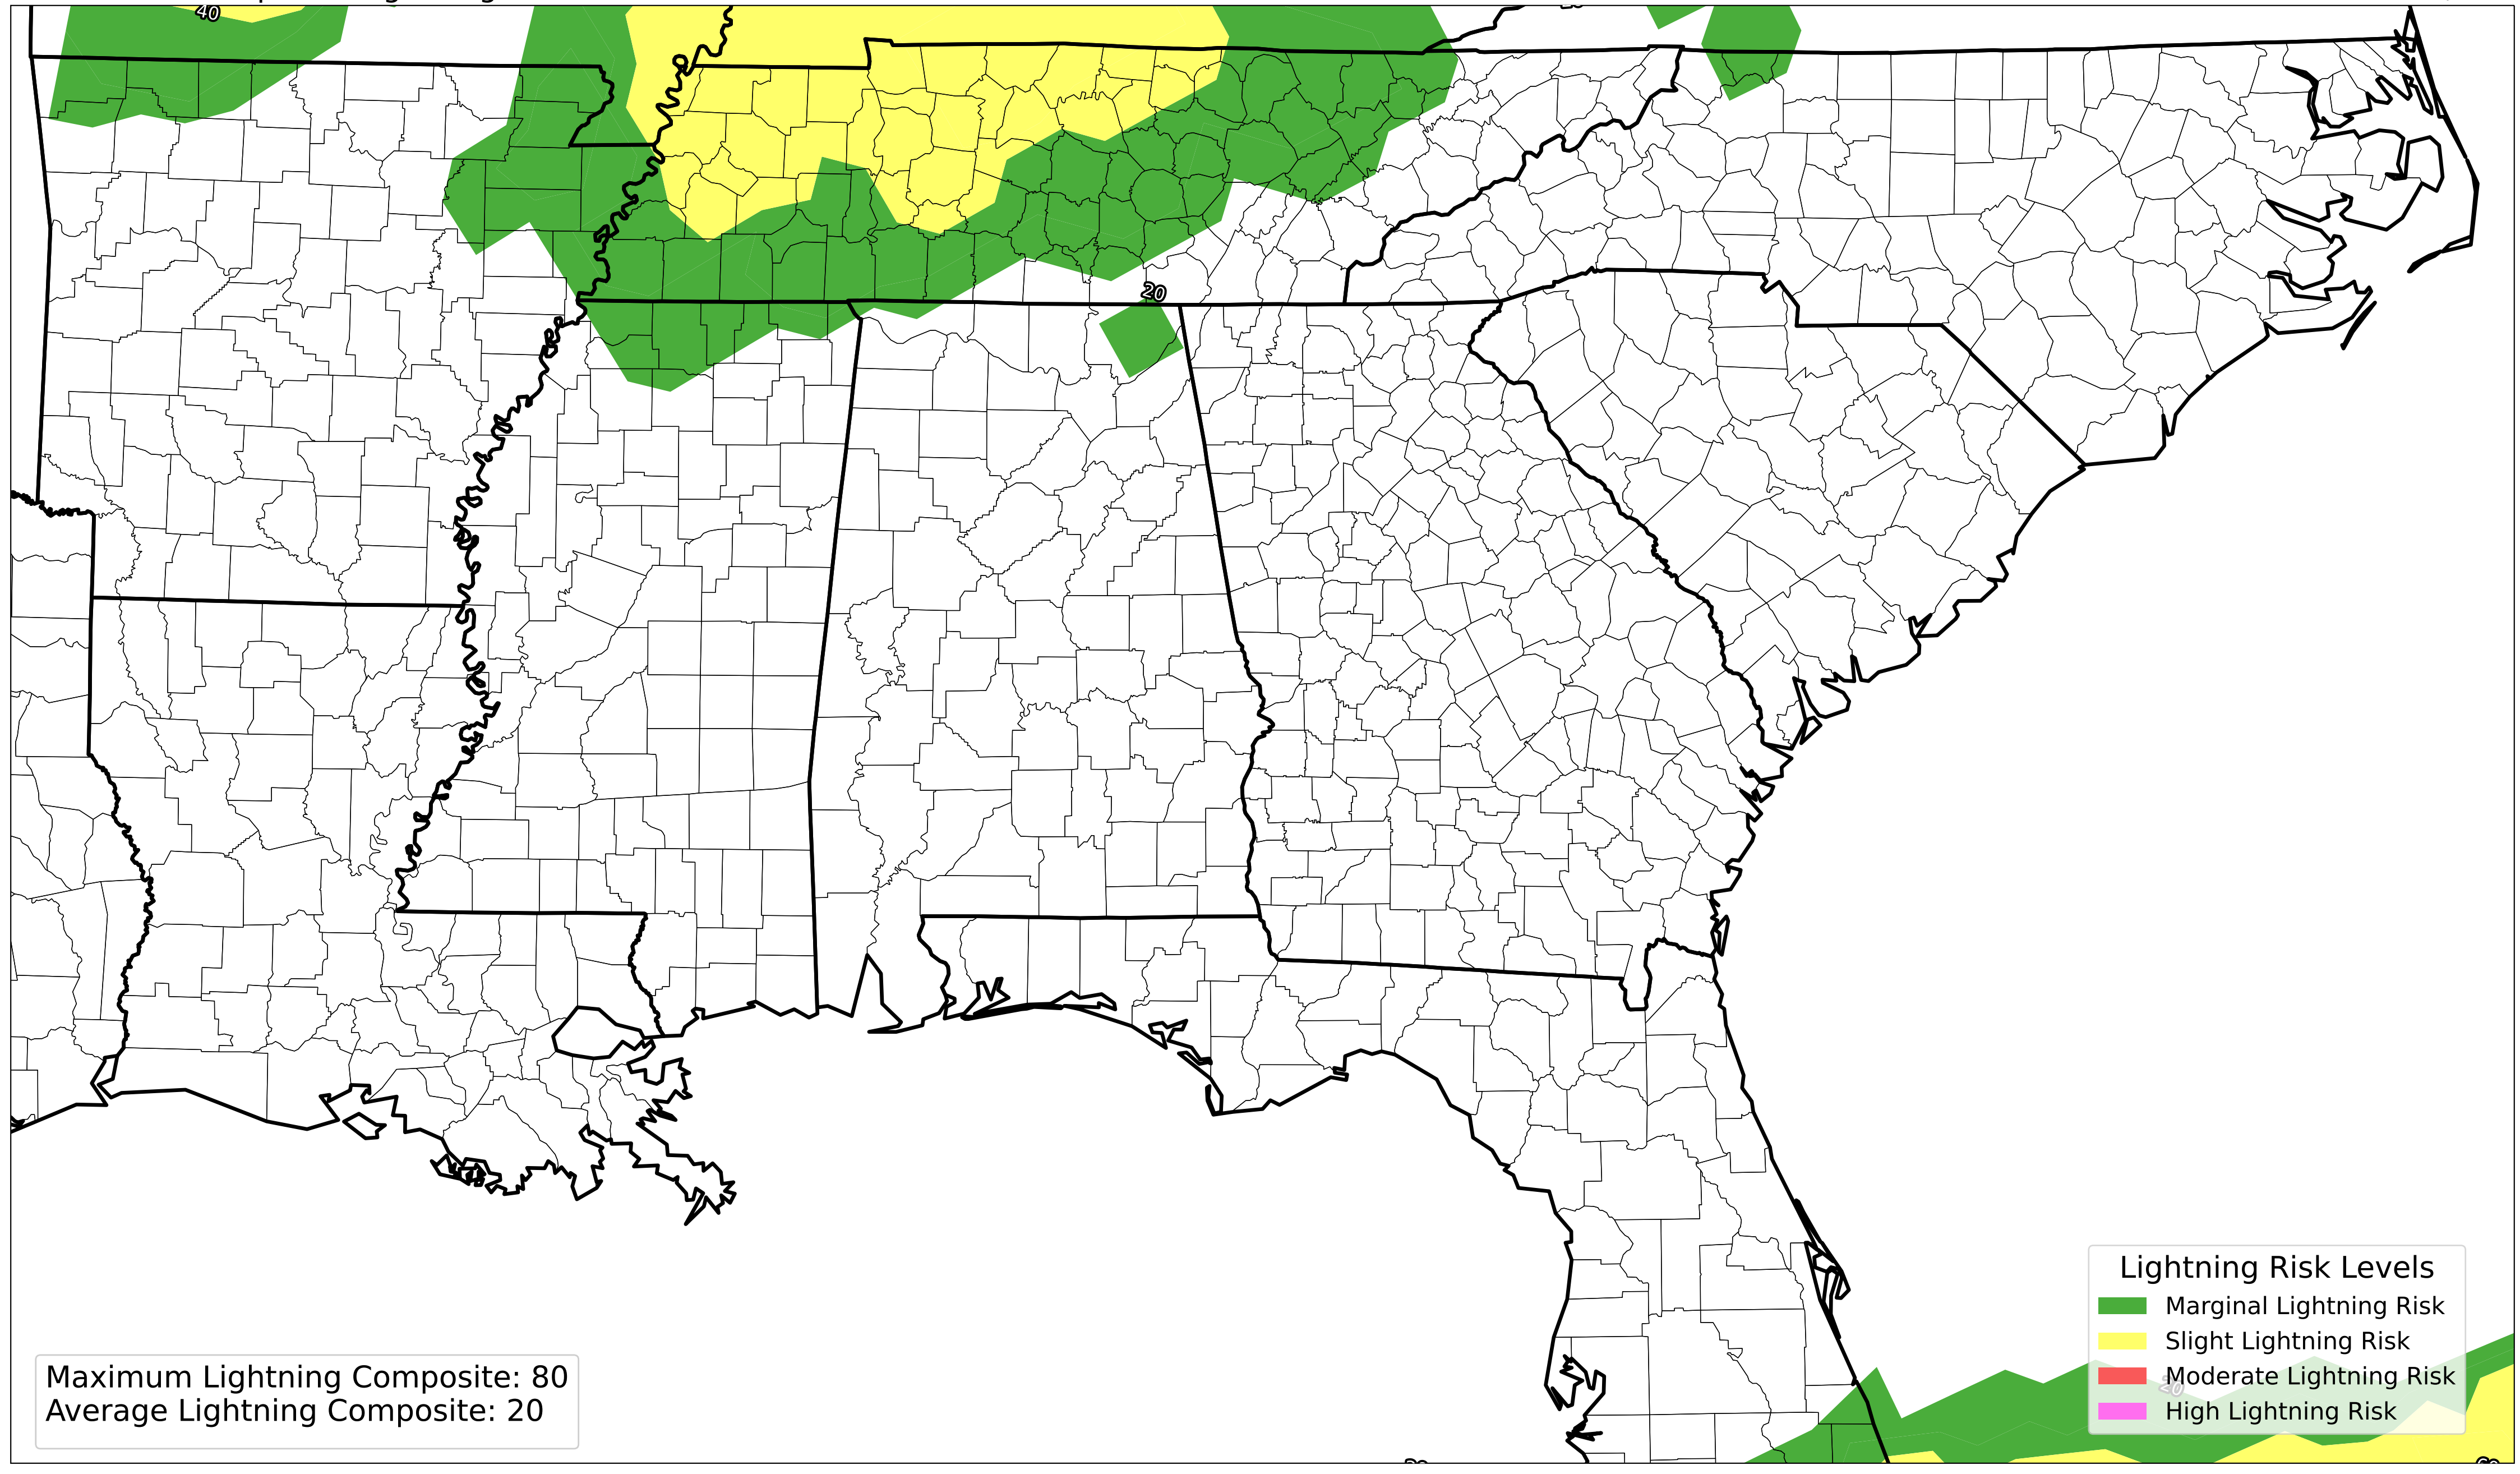 40
20
Lightning Risk Levels
Marginal Lightning Risk
Slight Lightning Risk
Moderate Lightning Risk
High Lightning Risk
20
Maximum Lightning Composite: 80
Average Lightning Composite: 20